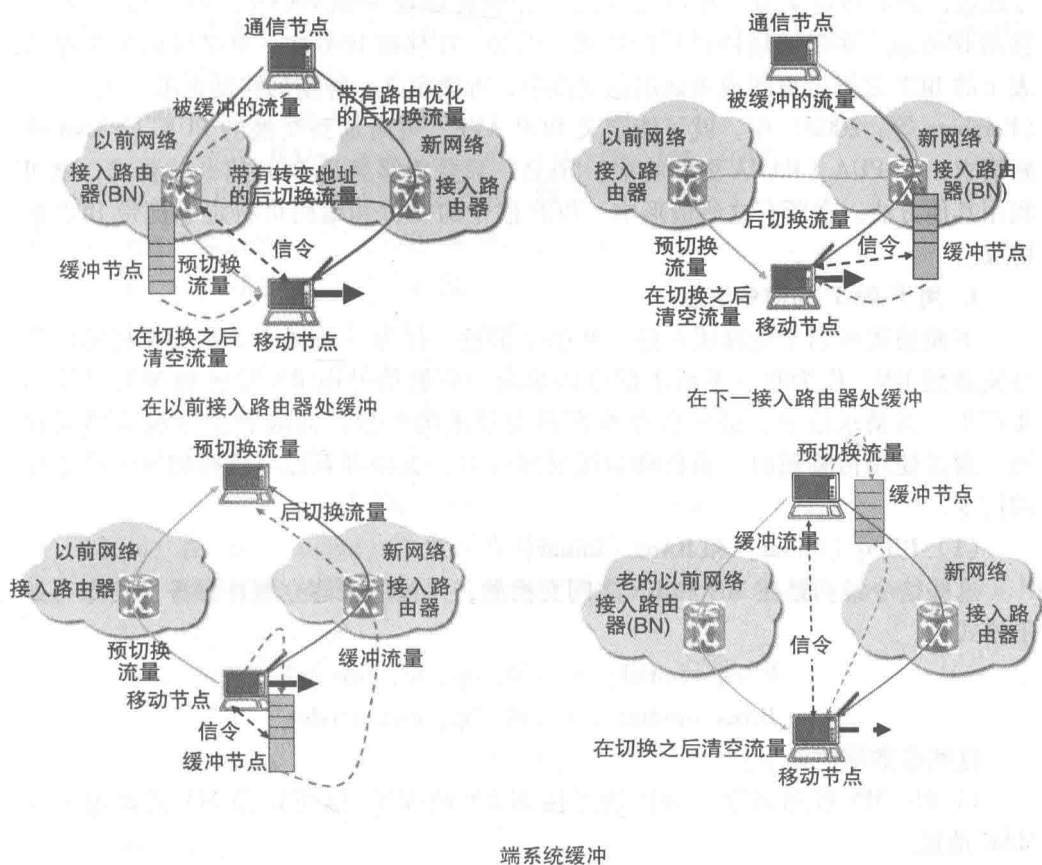 通信节点
被缓冲的流量
带有路由优化
的后切换流量
以前网络
新网络
接入路由
器(BN)
带有转变地址
的后切换流量
接入路
由器
信令
缓冲节点
预切换
流量
在切换之后
清空流量
移动节点
在以前接入路由器处缓冲
通信节点
被缓冲的流量
以前网络
新网络
接入路由
器
接入路由
器(BN)
后切换流量
信令
预切换
流量
缓冲节点
在切换之后
清空流量
移动节点
在下一接入路由器处缓冲
预切换流量
后切换流量
以前网络
新网络
接入路由器
接入路
由器
预切换
流量
缓冲流量
移动节点
信令
缓冲节点
预切换流量
缓冲节点
缓冲流量
老的以前网络
新网络
接入路由
器(BN)
接入路
由器
信令
在切换之后清空流量
移动节点
端系统缓冲